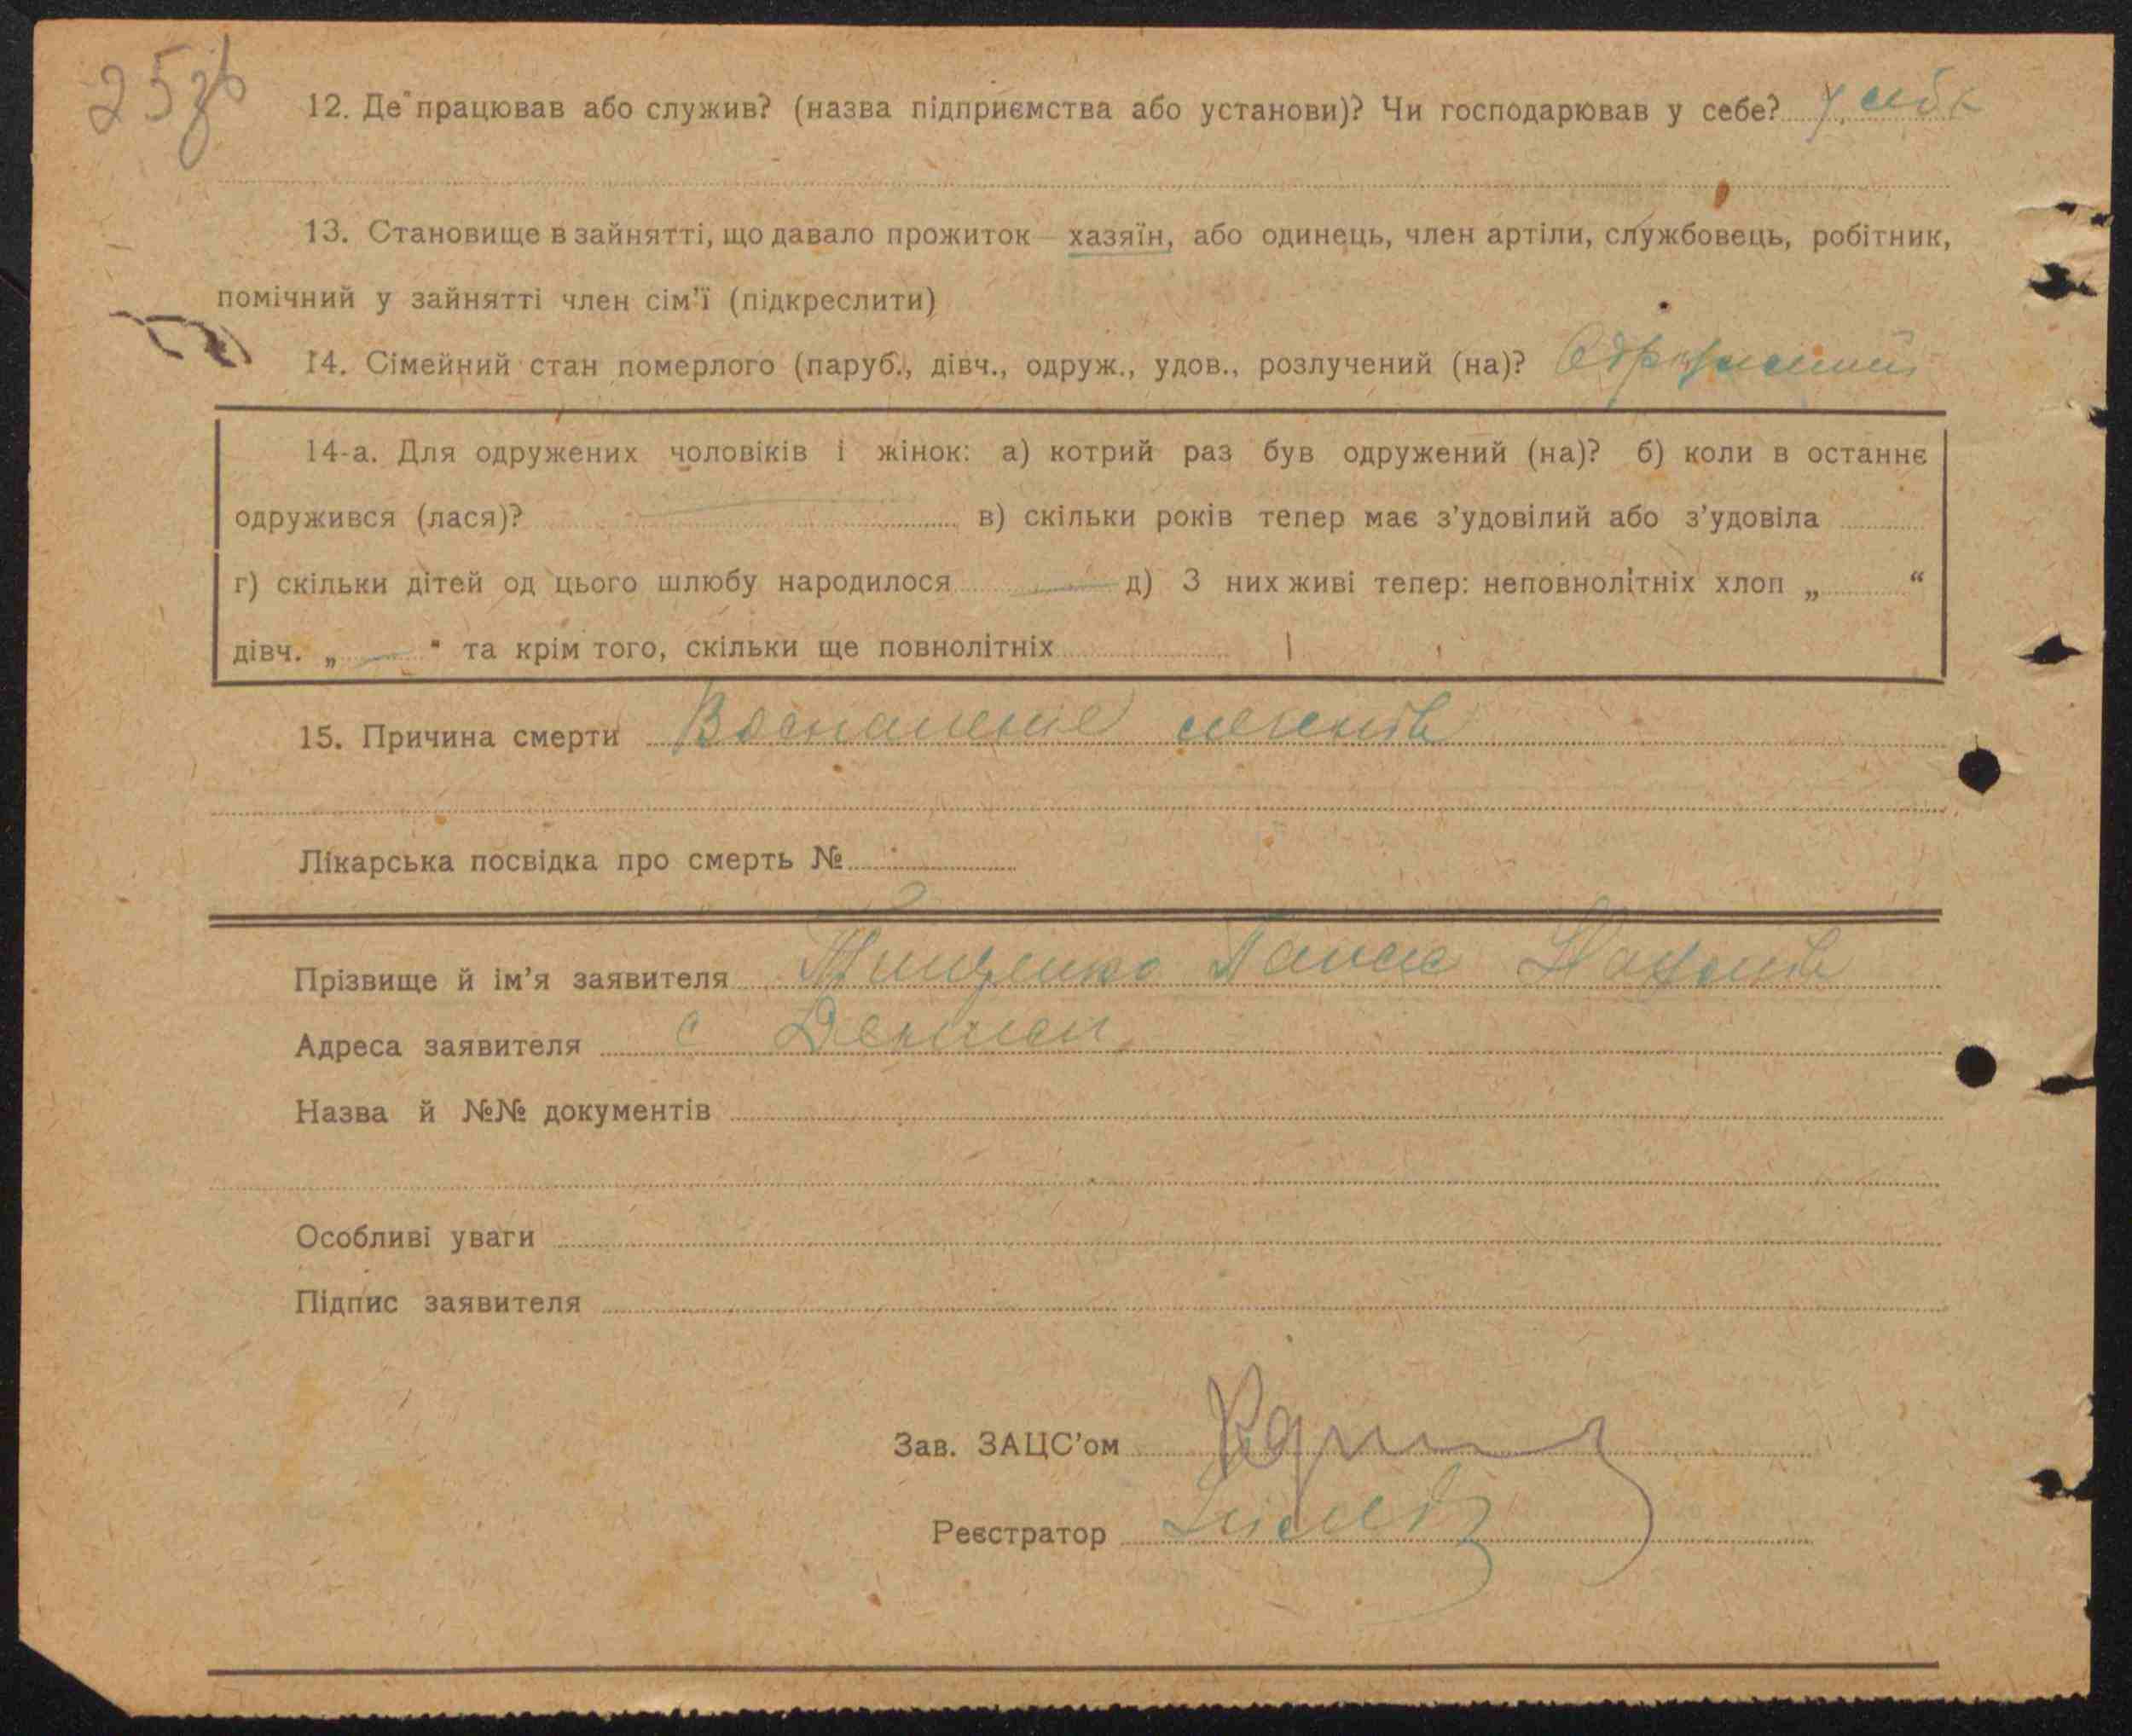 25зв
12. Де працював або служив? (назва підприємства або установи)? Чи господарював у себе? У себе
13. Становище в зайнятті, що давало прожиток — хазяїн, або одинець, член артіли, службовець, робітник,
помічний у зайнятті член сім'ї (підкреслити)
14. Сімейний стан померлого (паруб., дівч., одруж., удов., розлучений (на)? Одружений
14-а. Для одружених чоловіків і жінок: а) котрий раз був одружений (на)? б) коли в останнє
одружився (лася)? в) скільки років тепер має з'удовілий або з'удовіла
г) скільки дітей од цього шлюбу народилося д) З них живі тепер: неповнолітніх хлоп „ “
дівч. „ “ та крім того, скільки ще повнолітніх
15. Причина смерти Воспаление легенів
Лікарська посвідка про смерть №
Прізвище й ім'я заявителя Тищенко
Адреса заявителя с
Назва й №№ документів
Особливі уваги
Підпис заявителя
Зав. ЗАЦС'ом
Реєстратор